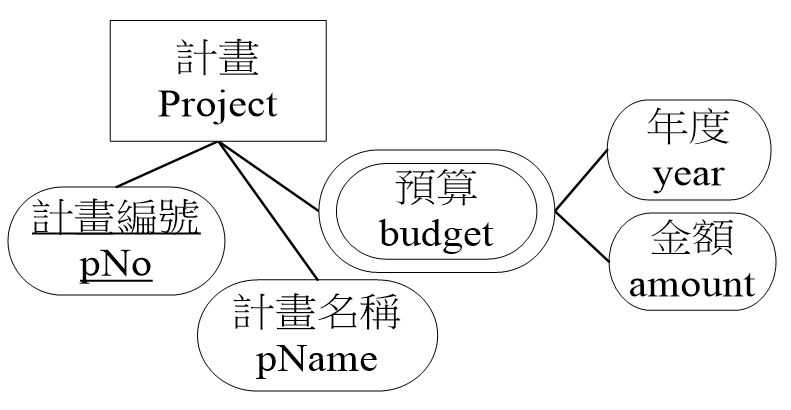 計畫
Project
計畫編號
pNo
計畫名稱
pName
預算
budget
年度
year
金額
amount